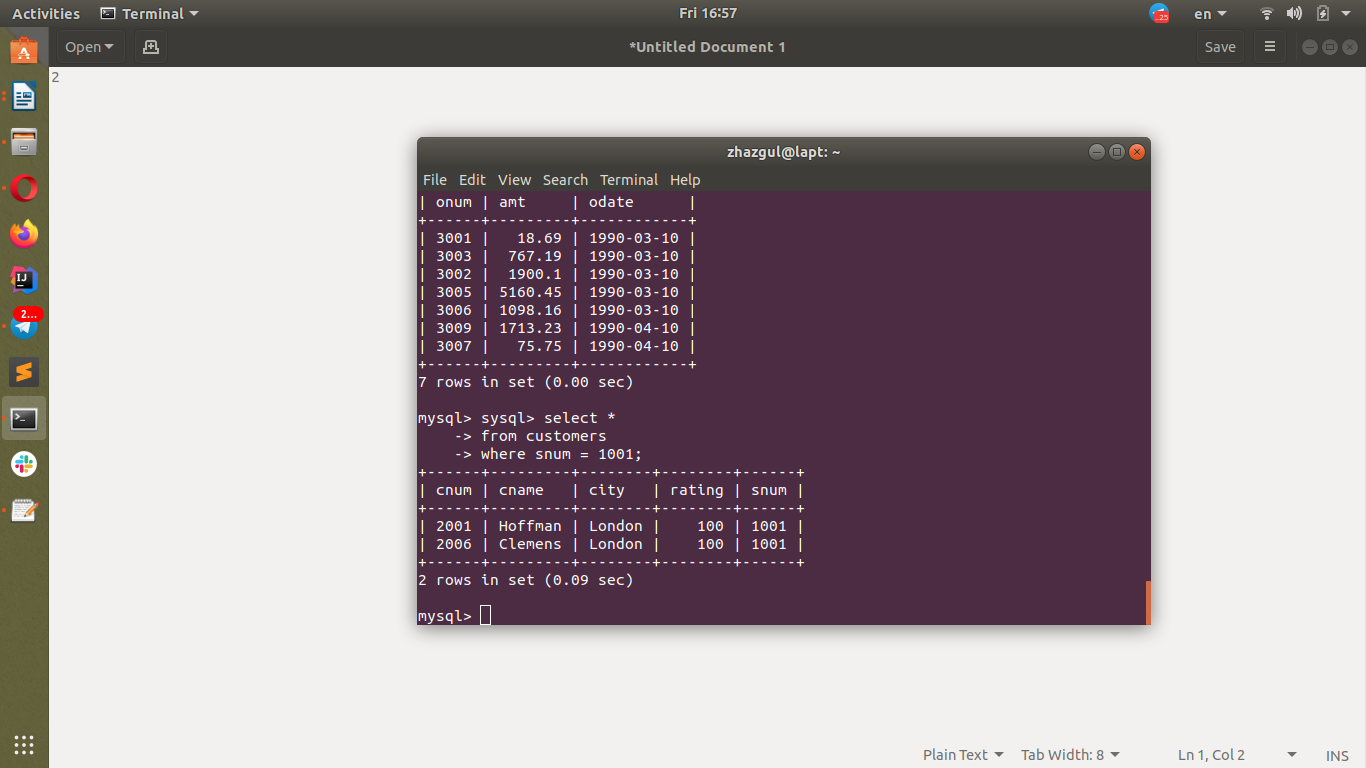 Activities Terminal Fri 16:57 25 en
Open *Untitled Document 1 Save
2
zhazgul@lapt: ~
File Edit View Search Terminal Help
| onum | amt     | odate      |
+------+---------+------------+
| 3001 |   18.69 | 1990-03-10 |
| 3003 |  767.19 | 1990-03-10 |
| 3002 |  1900.1 | 1990-03-10 |
| 3005 | 5160.45 | 1990-03-10 |
| 3006 | 1098.16 | 1990-03-10 |
| 3009 | 1713.23 | 1990-04-10 |
| 3007 |   75.75 | 1990-04-10 |
+------+---------+------------+
7 rows in set (0.00 sec)
mysql> sysql> select *
    -> from customers
    -> where snum = 1001;
+------+---------+--------+--------+------+
| cnum | cname   | city   | rating | snum |
+------+---------+--------+--------+------+
| 2001 | Hoffman | London |    100 | 1001 |
| 2006 | Clemens | London |    100 | 1001 |
+------+---------+--------+--------+------+
2 rows in set (0.09 sec)
mysql>
IJ
2...
Plain Text Tab Width: 8 Ln 1, Col 2 INS